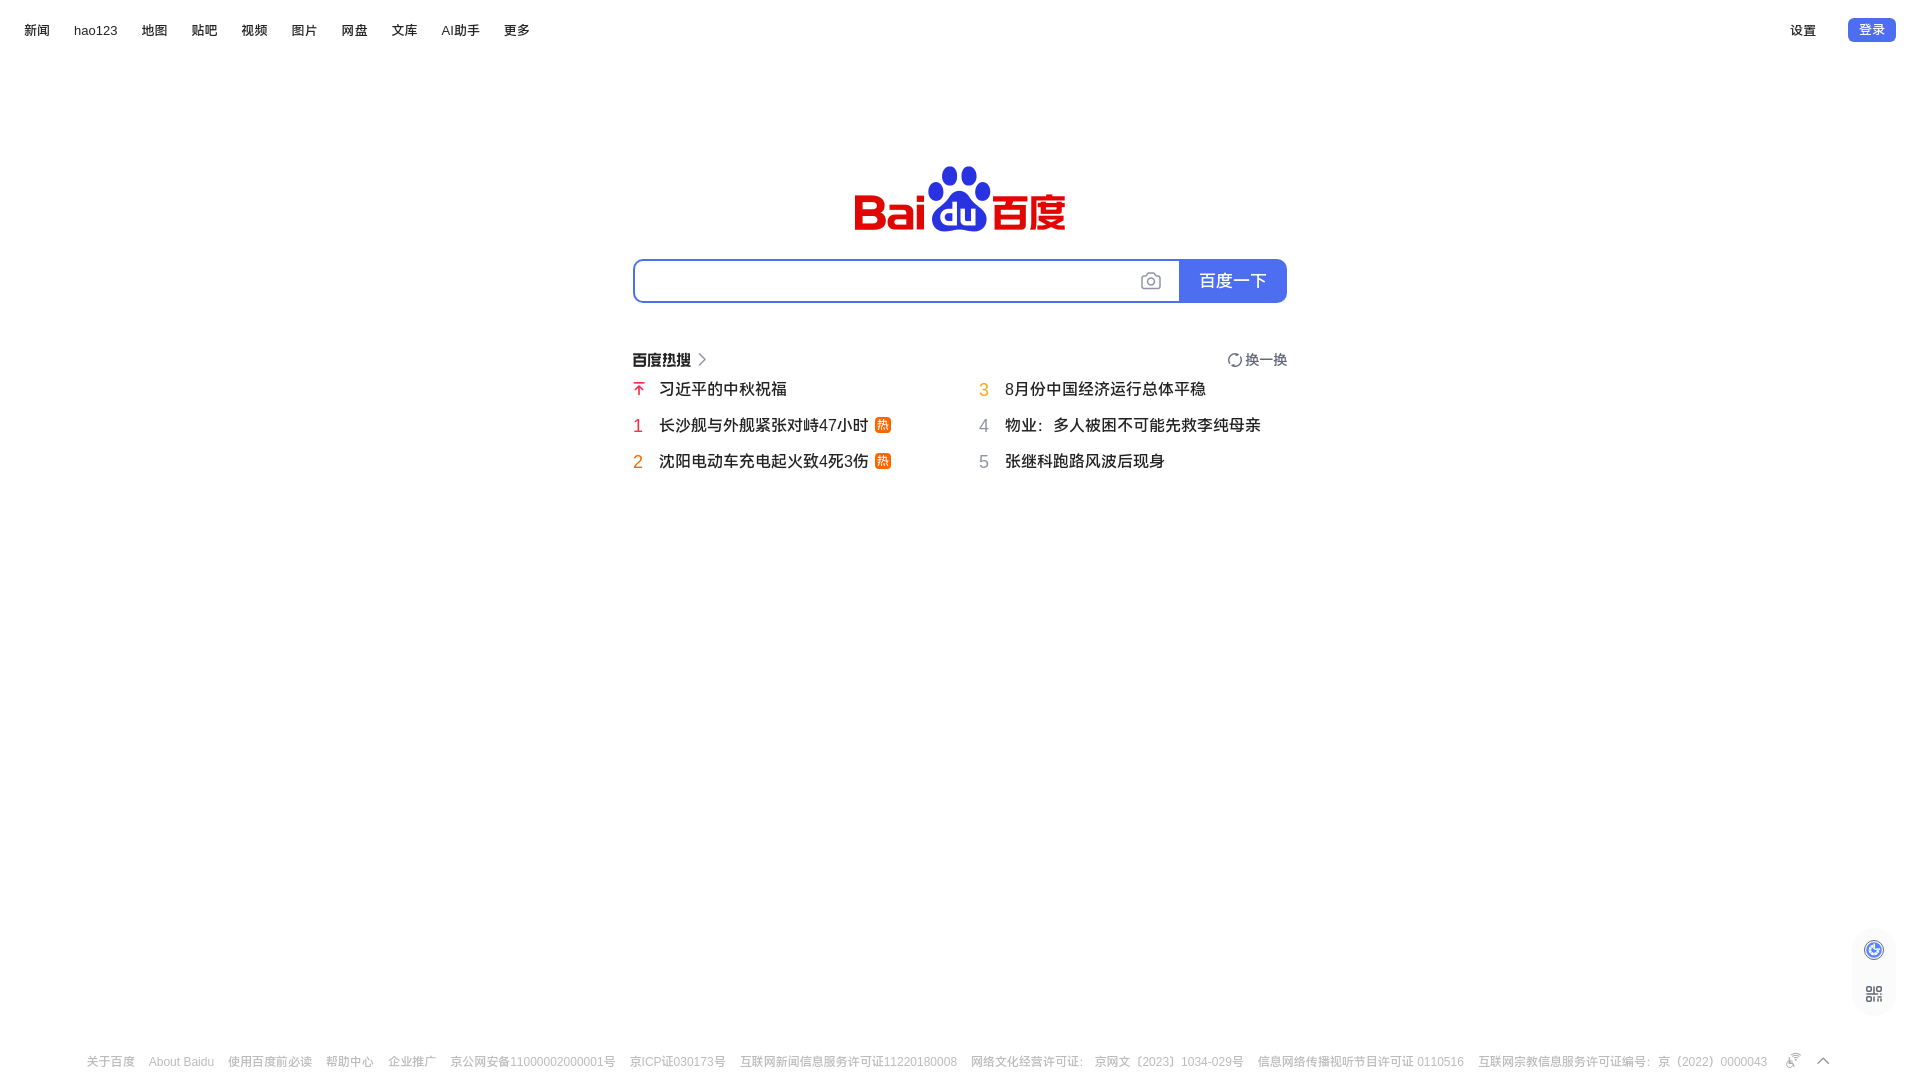 新闻 hao123 地图 贴吧 视频 图片 网盘 文库 AI助手 更多 设置 登录
Bai du 百度
百度一下
百度热搜 换一换
习近平的中秋祝福
1 长沙舰与外舰紧张对峙47小时 热
2 沈阳电动车充电起火致4死3伤 热
3 8月份中国经济运行总体平稳
4 物业：多人被困不可能先救李纯母亲
5 张继科跑路风波后现身
关于百度 About Baidu 使用百度前必读 帮助中心 企业推广 京公网安备11000002000001号 京ICP证030173号 互联网新闻信息服务许可证11220180008 网络文化经营许可证： 京网文〔2023〕1034-029号 信息网络传播视听节目许可证 0110516 互联网宗教信息服务许可证编号：京（2022）0000043